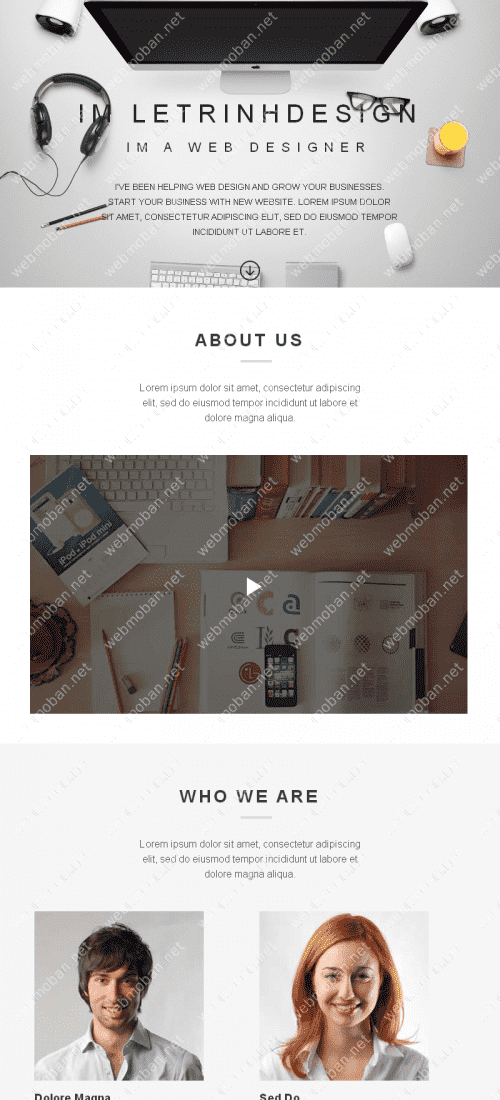 IM LETRINHDESIGN
IM A WEB DESIGNER
I'VE BEEN HELPING WEB DESIGN AND GROW YOUR BUSINESSES.
START YOUR BUSINESS WITH NEW WEBSITE. LOREM IPSUM DOLOR
SIT AMET, CONSECTETUR ADIPISCING ELIT, SED DO EIUSMOD TEMPOR
INCIDIDUNT UT LABORE ET.
ABOUT US
Lorem ipsum dolor sit amet, consectetur adipiscing
elit, sed do eiusmod tempor incididunt ut labore et
dolore magna aliqua.
iPod · iPod mini
C a
WHO WE ARE
Lorem ipsum dolor sit amet, consectetur adipiscing
elit, sed do eiusmod tempor incididunt ut labore et
dolore magna aliqua.
Dolore Magna
Sed Do
webmoban.net